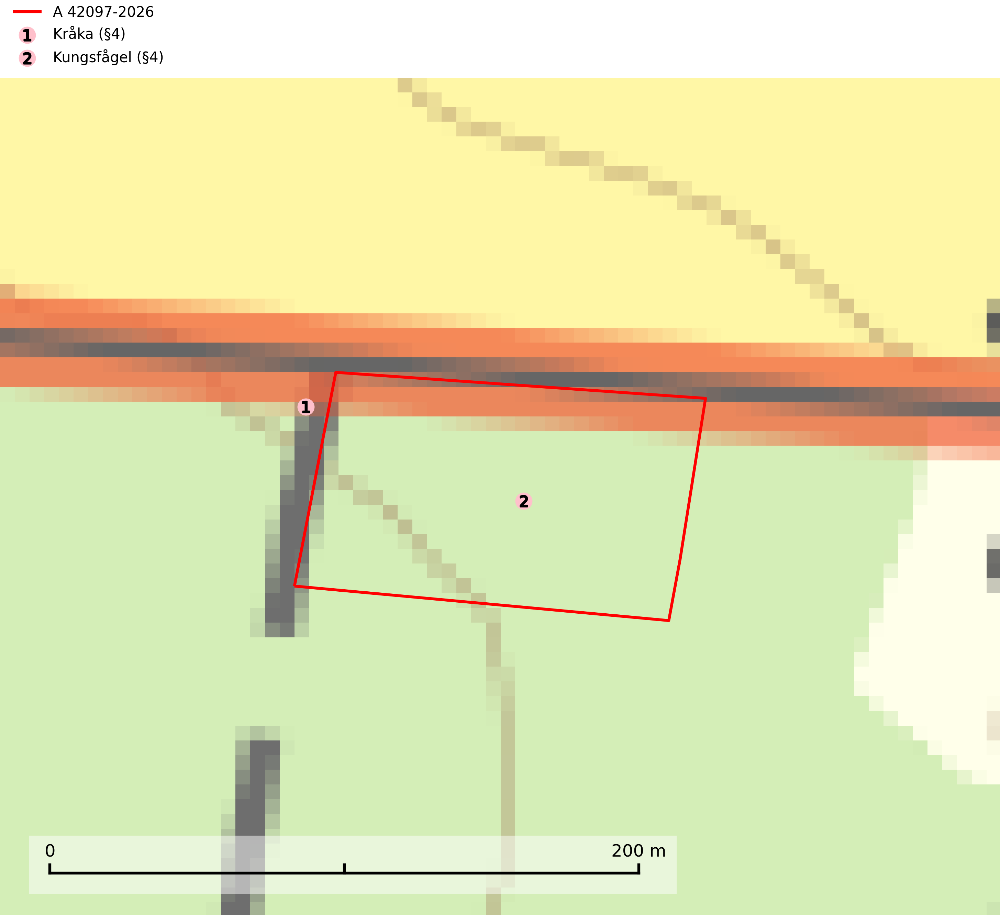 A 42097-2026
1 Kråka (§4)
2 Kungsfågel (§4)
1
2
0 200 m